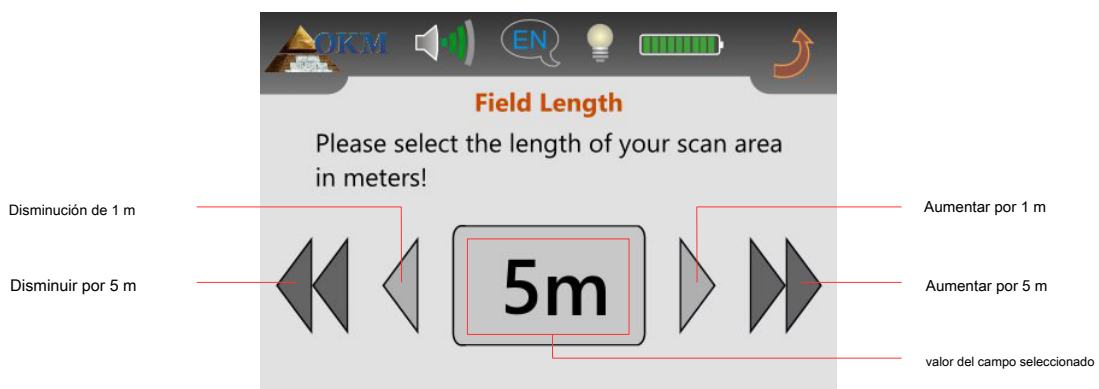 OKM
EN
Field Length
Please select the length of your scan area
in meters!
Disminución de 1 m
Aumentar por 1 m
Disminuir por 5 m
5m
Aumentar por 5 m
valor del campo seleccionado